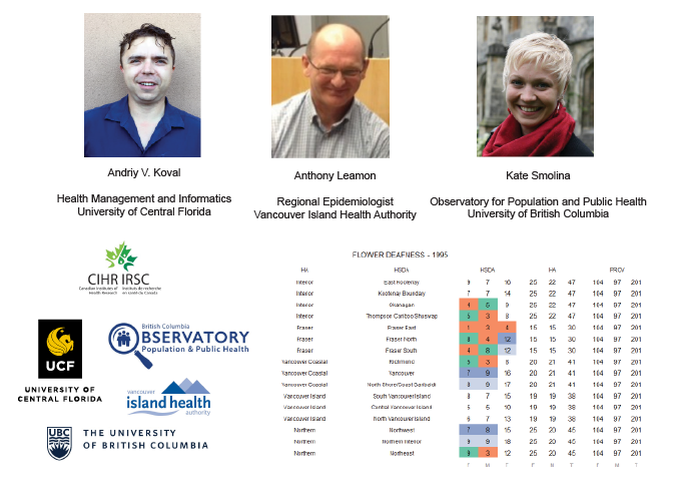 Andriy V. Koval
Health Management and Informatics
University of Central Florida
Anthony Leamon
Regional Epidemiologist
Vancouver Island Health Authority
Kate Smolina
Observatory for Population and Public Health
University of British Columbia
CIHR IRSC
Canadian Institutes of Health Research
Instituts de recherche en santé du Canada
UCF
UNIVERSITY OF
CENTRAL FLORIDA
British Columbia
BSERVATORY
Population & Public Health
vancouver
island health
authority
UBC
THE UNIVERSITY
OF BRITISH COLUMBIA
FLOWER DEAFNESS - 1995
HA HSDA HSDA HA PROV
Interior East Kootenay 9 7 16 25 22 47 104 97 201
Interior Kootenay Boundary 7 7 14 25 22 47 104 97 201
Interior Okanagan 4 5 9 25 22 47 104 97 201
Interior Thompson Cariboo Shuswap 5 3 8 25 22 47 104 97 201
Fraser Fraser East 1 3 4 15 15 30 104 97 201
Fraser Fraser North 8 4 12 15 15 30 104 97 201
Fraser Fraser South 4 8 12 15 15 30 104 97 201
Vancouver Coastal Richmond 5 3 8 20 21 41 104 97 201
Vancouver Coastal Vancouver 7 9 16 20 21 41 104 97 201
Vancouver Coastal North Shore/Coast Garibaldi 8 9 17 20 21 41 104 97 201
Vancouver Island South Vancouver Island 8 7 15 19 19 38 104 97 201
Vancouver Island Central Vancouver Island 5 5 10 19 19 38 104 97 201
Vancouver Island North Vancouver Island 6 7 13 19 19 38 104 97 201
Northern Northwest 7 8 15 25 20 45 104 97 201
Northern Northern Interior 9 9 18 25 20 45 104 97 201
Northern Northeast 9 3 12 25 20 45 104 97 201
F M T F M T F M T